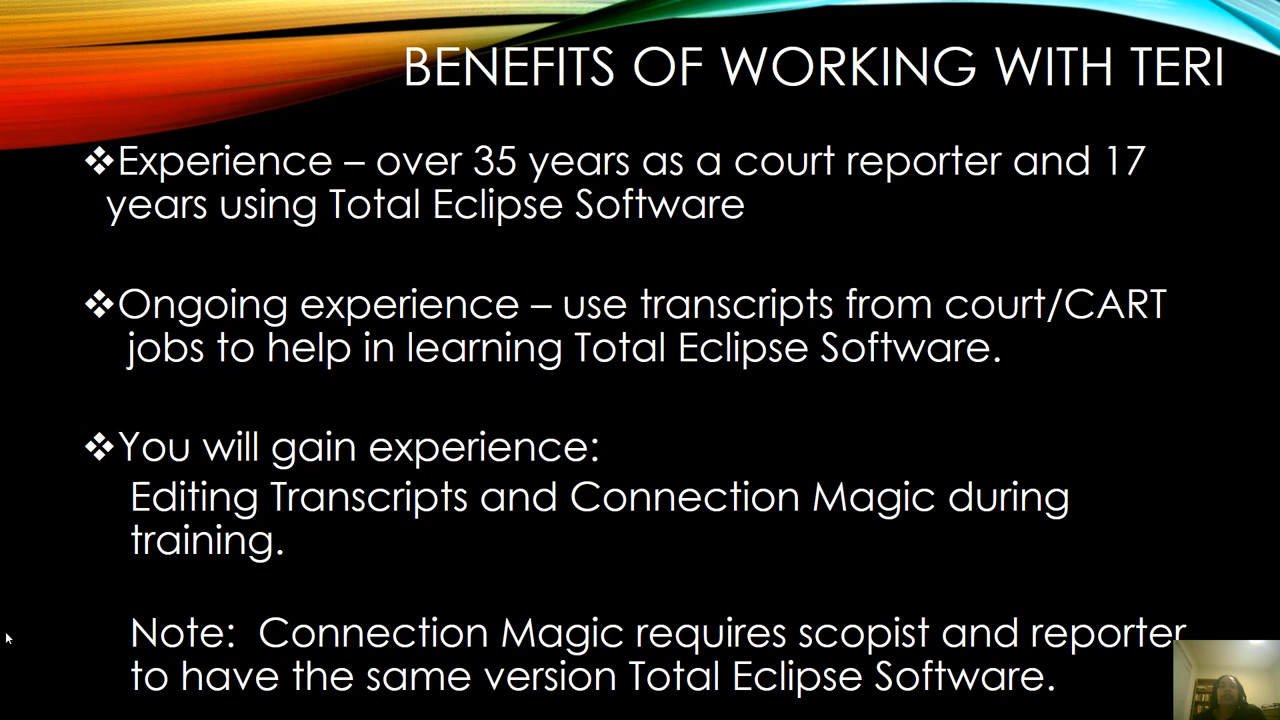 BENEFITS OF WORKING WITH TERI
❖Experience – over 35 years as a court reporter and 17
years using Total Eclipse Software
❖Ongoing experience – use transcripts from court/CART
jobs to help in learning Total Eclipse Software.
❖You will gain experience:
Editing Transcripts and Connection Magic during
training.
Note:  Connection Magic requires scopist and reporter
to have the same version Total Eclipse Software.